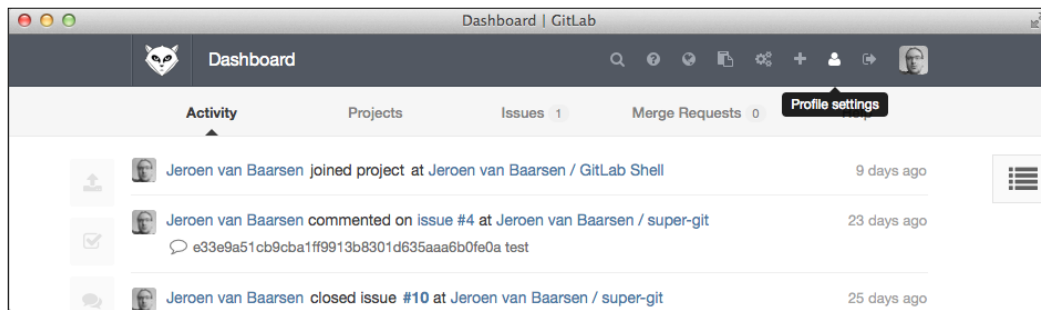 Dashboard | GitLab
Dashboard
Profile settings
Activity Projects Issues 1 Merge Requests 0
Jeroen van Baarsen joined project at Jeroen van Baarsen / GitLab Shell 9 days ago
Jeroen van Baarsen commented on issue #4 at Jeroen van Baarsen / super-git 23 days ago
e33e9a51cb9cba1ff9913b8301d635aaa6b0fe0a test
Jeroen van Baarsen closed issue #10 at Jeroen van Baarsen / super-git 25 days ago